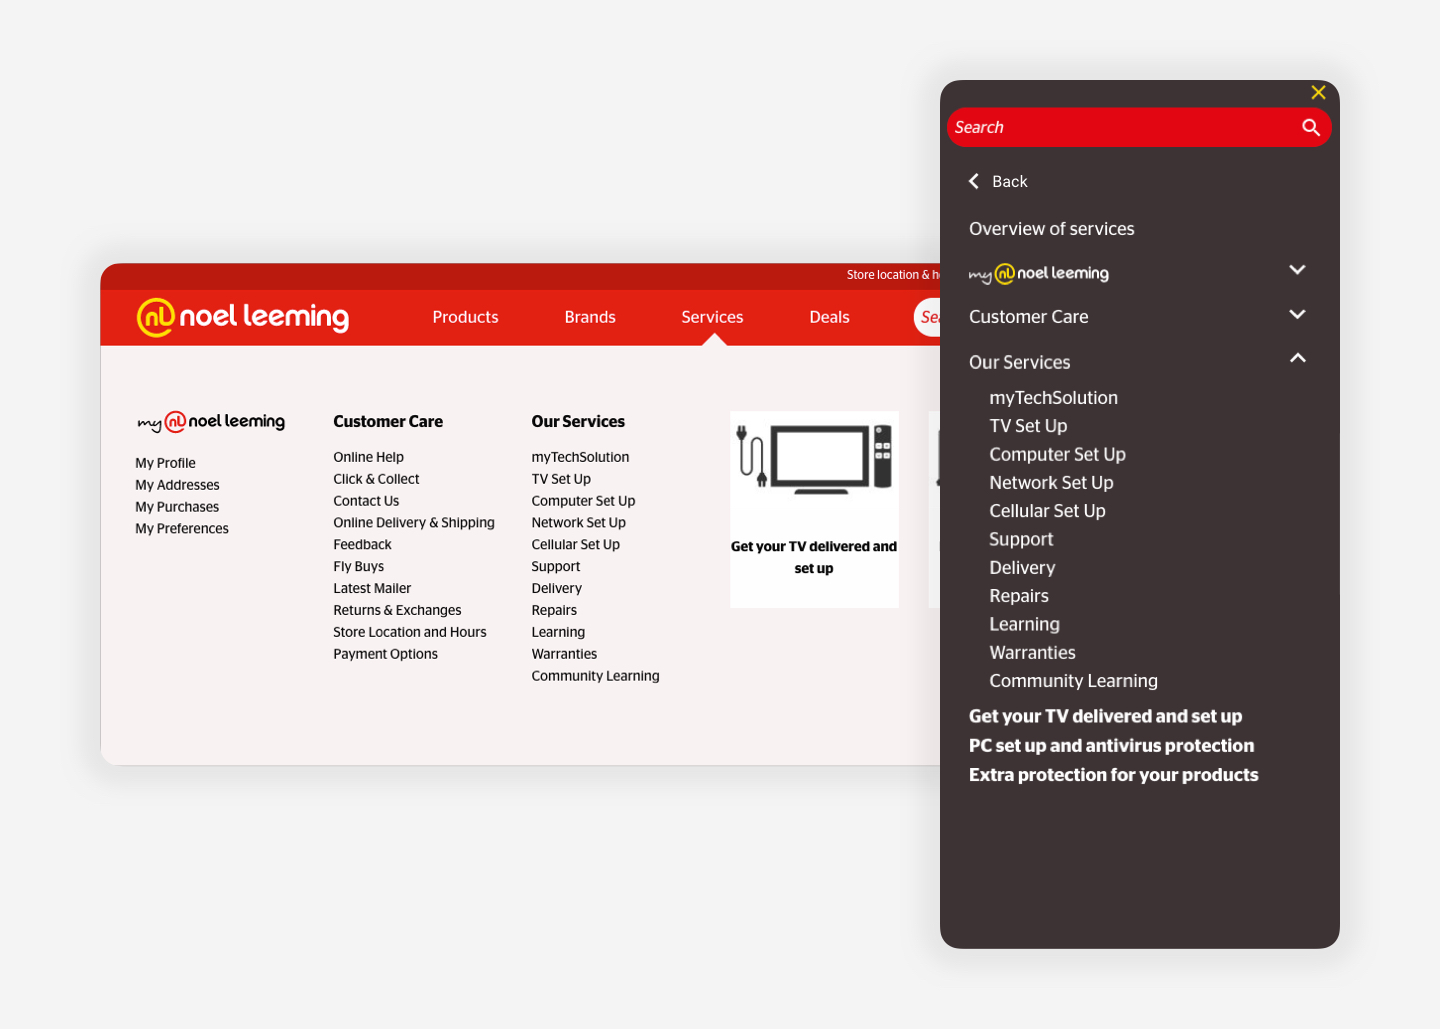 Store location & h
nl noel leeming
Products
Brands
Services
Deals
Sea
my nl noel leeming
My Profile
My Addresses
My Purchases
My Preferences
Customer Care
Online Help
Click & Collect
Contact Us
Online Delivery & Shipping
Feedback
Fly Buys
Latest Mailer
Returns & Exchanges
Store Location and Hours
Payment Options
Our Services
myTechSolution
TV Set Up
Computer Set Up
Network Set Up
Cellular Set Up
Support
Delivery
Repairs
Learning
Warranties
Community Learning
Get your TV delivered and
set up
Search
Back
Overview of services
my nl noel leeming
Customer Care
Our Services
myTechSolution
TV Set Up
Computer Set Up
Network Set Up
Cellular Set Up
Support
Delivery
Repairs
Learning
Warranties
Community Learning
Get your TV delivered and set up
PC set up and antivirus protection
Extra protection for your products